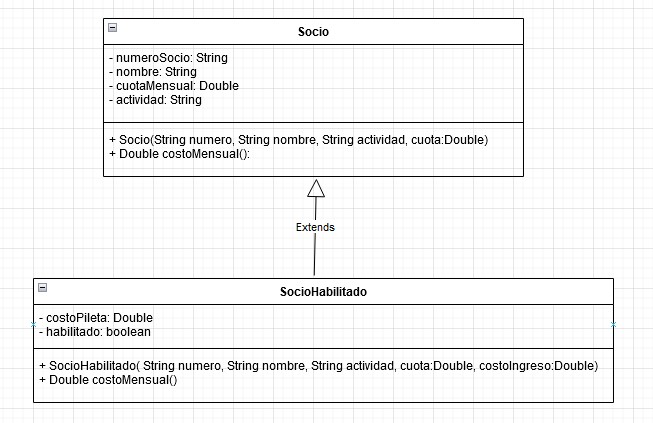 Socio
- numeroSocio: String
- nombre: String
- cuotaMensual: Double
- actividad: String
+ Socio(String numero, String nombre, String actividad, cuota:Double)
+ Double costoMensual():
Extends
SocioHabilitado
- costoPileta: Double
- habilitado: boolean
+ SocioHabilitado( String numero, String nombre, String actividad, cuota:Double, costoIngreso:Double)
+ Double costoMensual()